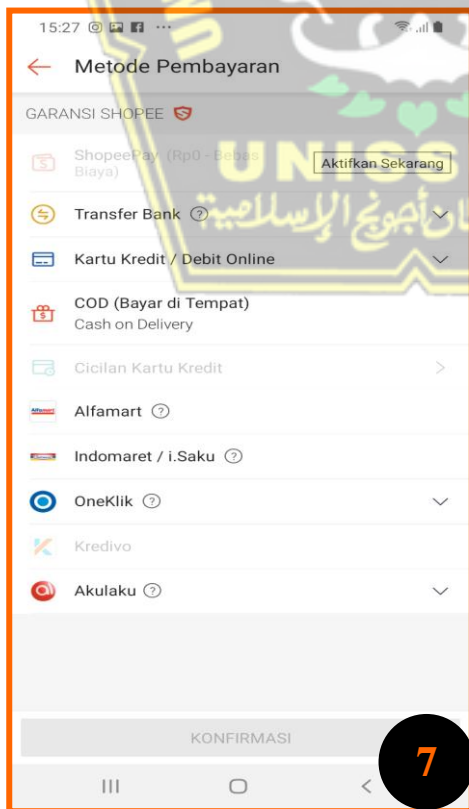 15:27
Metode Pembayaran
GARANSI SHOPEE
ShopeePay (Rp0 - Bebas
Biaya)
Aktifkan Sekarang
UNISS
Transfer Bank ?
Kartu Kredit / Debit Online
COD (Bayar di Tempat)
Cash on Delivery
Cicilan Kartu Kredit
Alfamart ?
Indomaret / i.Saku ?
OneKlik ?
Kredivo
Akulaku ?
KONFIRMASI
7